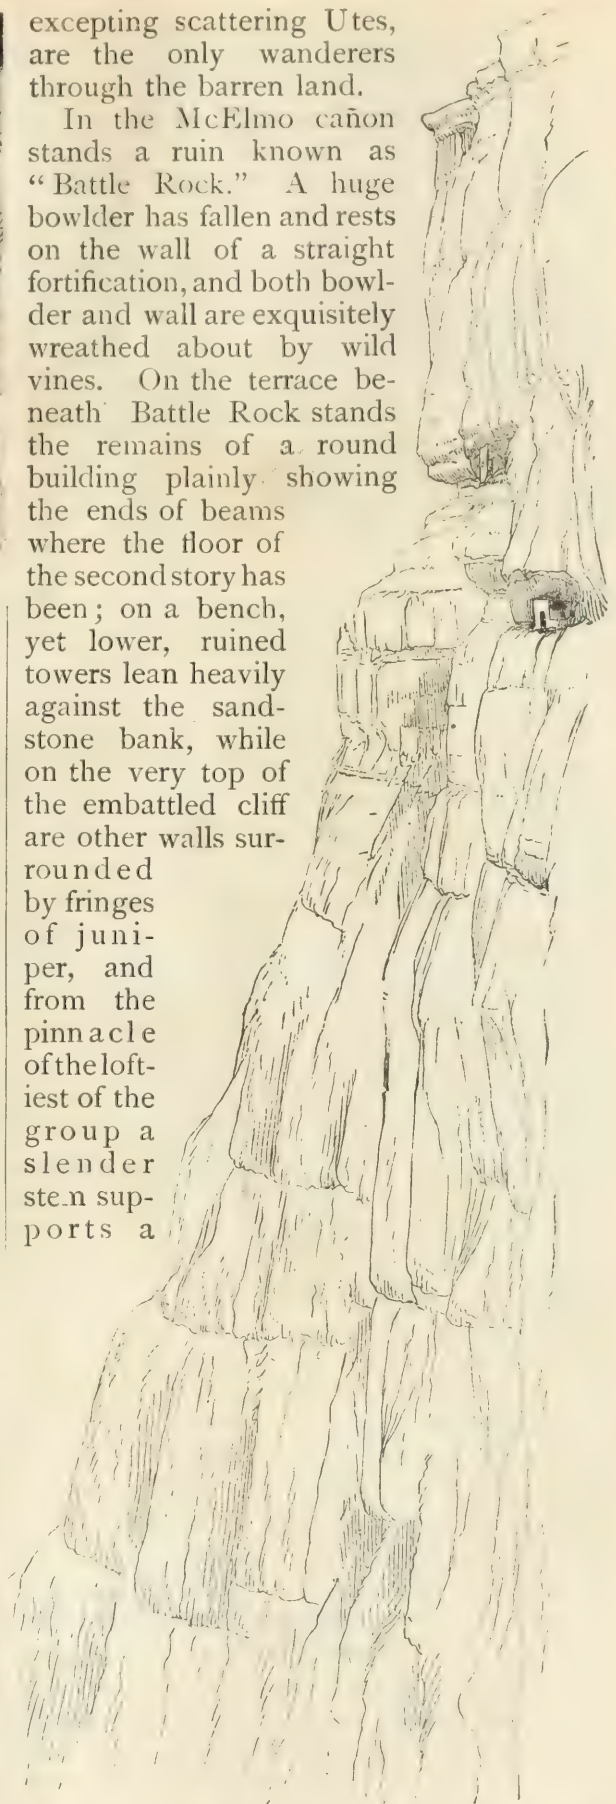 excepting scattering Utes,
are the only wanderers
through the barren land.
In the McElmo cañon
stands a ruin known as
“Battle Rock.” A huge
bowlder has fallen and rests
on the wall of a straight
fortification, and both bowl-
der and wall are exquisitely
wreathed about by wild
vines. On the terrace be-
neath Battle Rock stands
the remains of a round
building plainly showing
the ends of beams
where the floor of
the second story has
been; on a bench,
yet lower, ruined
towers lean heavily
against the sand-
stone bank, while
on the very top of
the embattled cliff
are other walls sur-
rounded
by fringes
of juni-
per, and
from the
pinnacle
of the loft-
iest of the
group a
slender
stem sup-
ports a